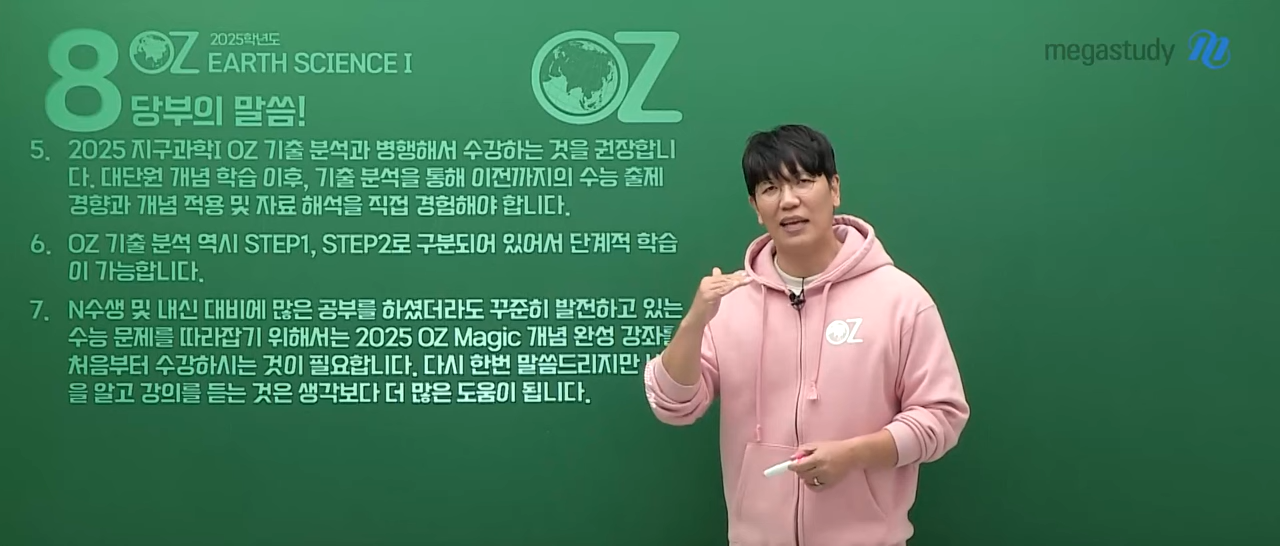 8
OZ
2025학년도
EARTH SCIENCE I
당부의 말씀!
OZ
megastudy
5. 2025 지구과학I OZ 기출 분석과 병행해서 수강하는 것을 권장합니
다. 대단원 개념 학습 이후, 기출 분석을 통해 이전까지의 수능 출제
경향과 개념 적용 및 자료 해석을 직접 경험해야 합니다.
6. OZ 기출 분석 역시 STEP1, STEP2로 구분되어 있어서 단계적 학습
이 가능합니다.
7. N수생 및 내신 대비에 많은 공부를 하셨더라도 꾸준히 발전하고 있는
수능 문제를 따라잡기 위해서는 2025 OZ Magic 개념 완성 강좌를
처음부터 수강하시는 것이 필요합니다. 다시 한번 말씀드리지만
을 알고 강의를 듣는 것은 생각보다 더 많은 도움이 됩니다.
OZ